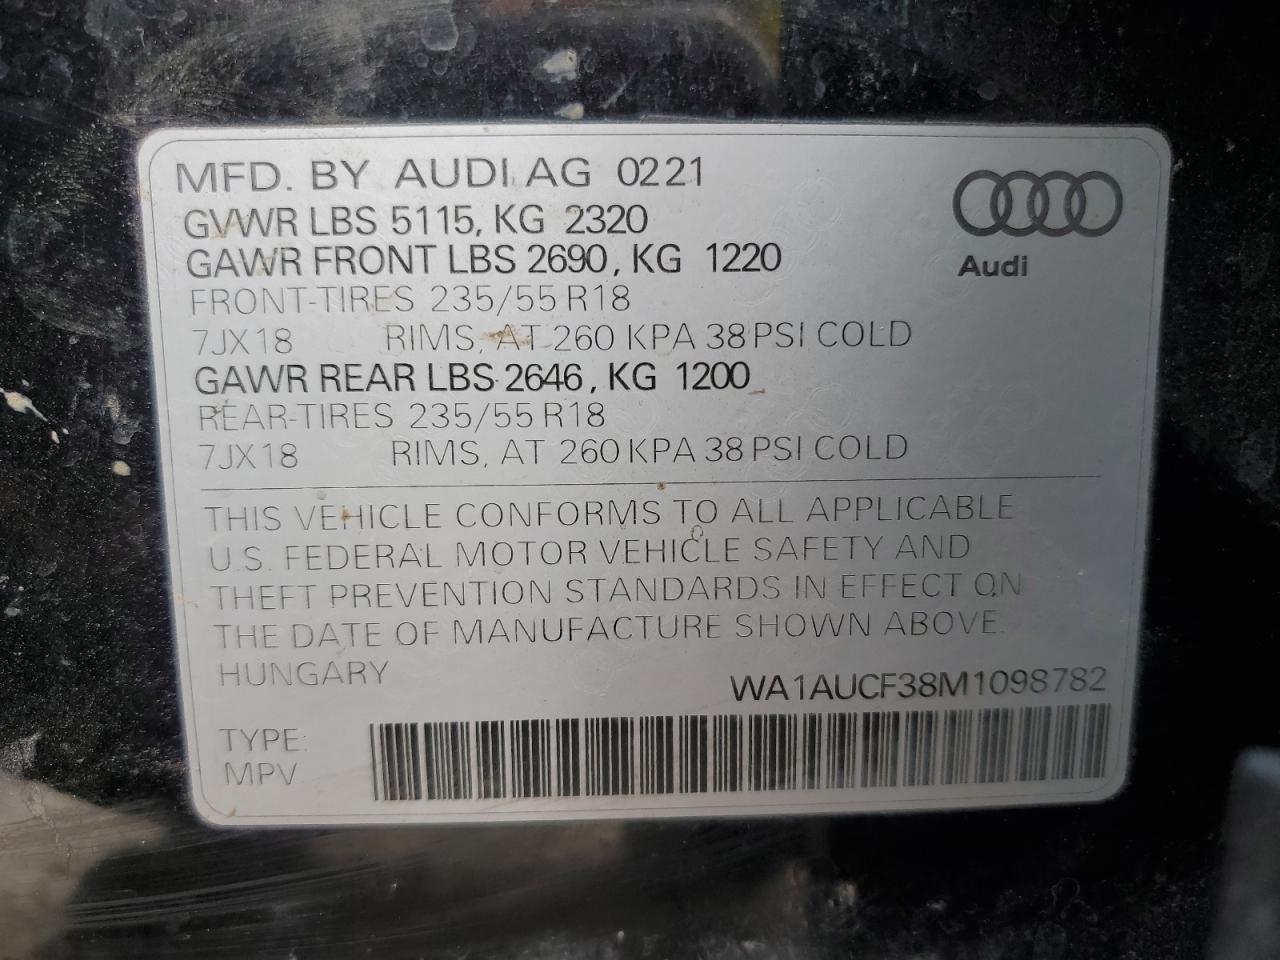 MFD. BY AUDI AG 0221
GVWR LBS 5115, KG 2320
GAWR FRONT LBS 2690, KG 1220
FRONT-TIRES 235/55 R18
7JX18 RIMS, AT 260 KPA 38 PSI COLD
GAWR REAR LBS 2646, KG 1200
REAR-TIRES 235/55 R18
7JX18 RIMS, AT 260 KPA 38 PSI COLD
Audi
THIS VEHICLE CONFORMS TO ALL APPLICABLE
U.S. FEDERAL MOTOR VEHICLE SAFETY AND
THEFT PREVENTION STANDARDS IN EFFECT ON
THE DATE OF MANUFACTURE SHOWN ABOVE.
HUNGARY
WA1AUCF38M1098782
TYPE:
MPV